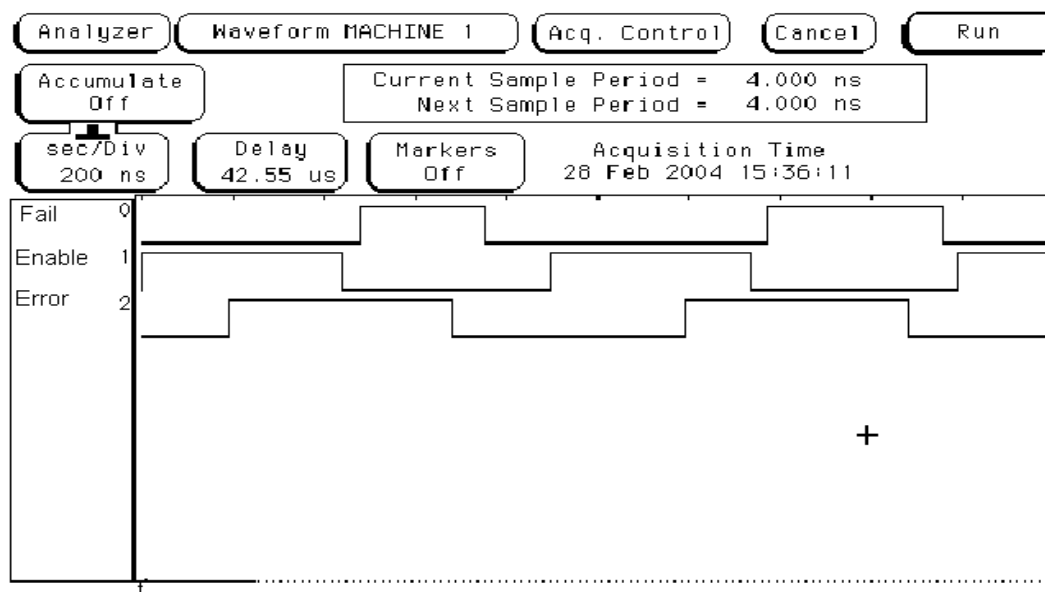 Analyzer Waveform MACHINE 1 Acq. Control Cancel Run
Accumulate
Off
Current Sample Period = 4.000 ns
Next Sample Period = 4.000 ns
sec/Div
200 ns
Delay
42.55 us
Markers
Off
Acquisition Time
28 Feb 2004 15:36:11
Fail 0
Enable 1
Error 2